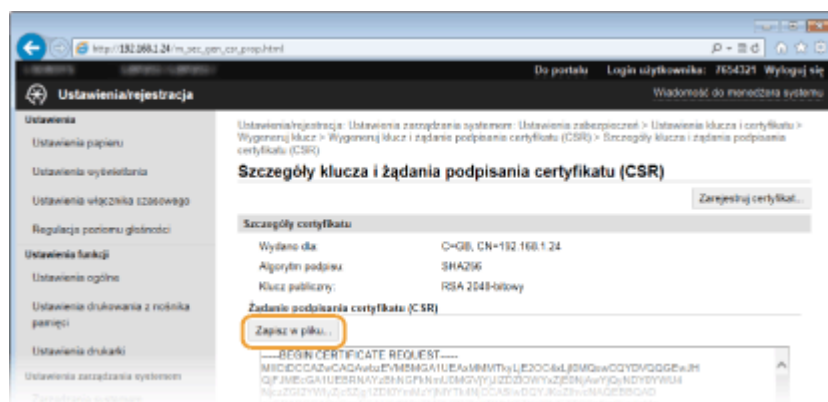 http://192.168.1.24/m_sec_gen_csr_prop.html
Do portalu Login użytkownika: 7654321 Wyloguj się
Ustawienia/rejestracja
Wiadomość do menedżera systemu
Ustawienia
Ustawienia papieru
Ustawienia wyświetlania
Ustawienia włącznika czasowego
Regulacja poziomu głośności
Ustawienia funkcji
Ustawienia ogólne
Ustawienia drukowania z nośnika
pamięci
Ustawienia drukarki
Ustawienia zarządzania systemem
Ustawienia/rejestracja: Ustawienia zarządzania systemem: Ustawienia zabezpieczeń > Ustawienia klucza i certyfikatu >
Wygeneruj klucz > Wygeneruj klucz i żądanie podpisania certyfikatu (CSR) > Szczegóły klucza i żądania podpisania
certyfikatu (CSR)
Szczegóły klucza i żądania podpisania certyfikatu (CSR)
Zarejestruj certyfikat...
Szczegóły certyfikatu
Wydano dla: C=GB, CN=192.168.1.24
Algorytm podpisu: SHA256
Klucz publiczny: RSA 2048-bitowy
Żądanie podpisania certyfikatu (CSR)
Zapisz w pliku...
-----BEGIN CERTIFICATE REQUEST-----